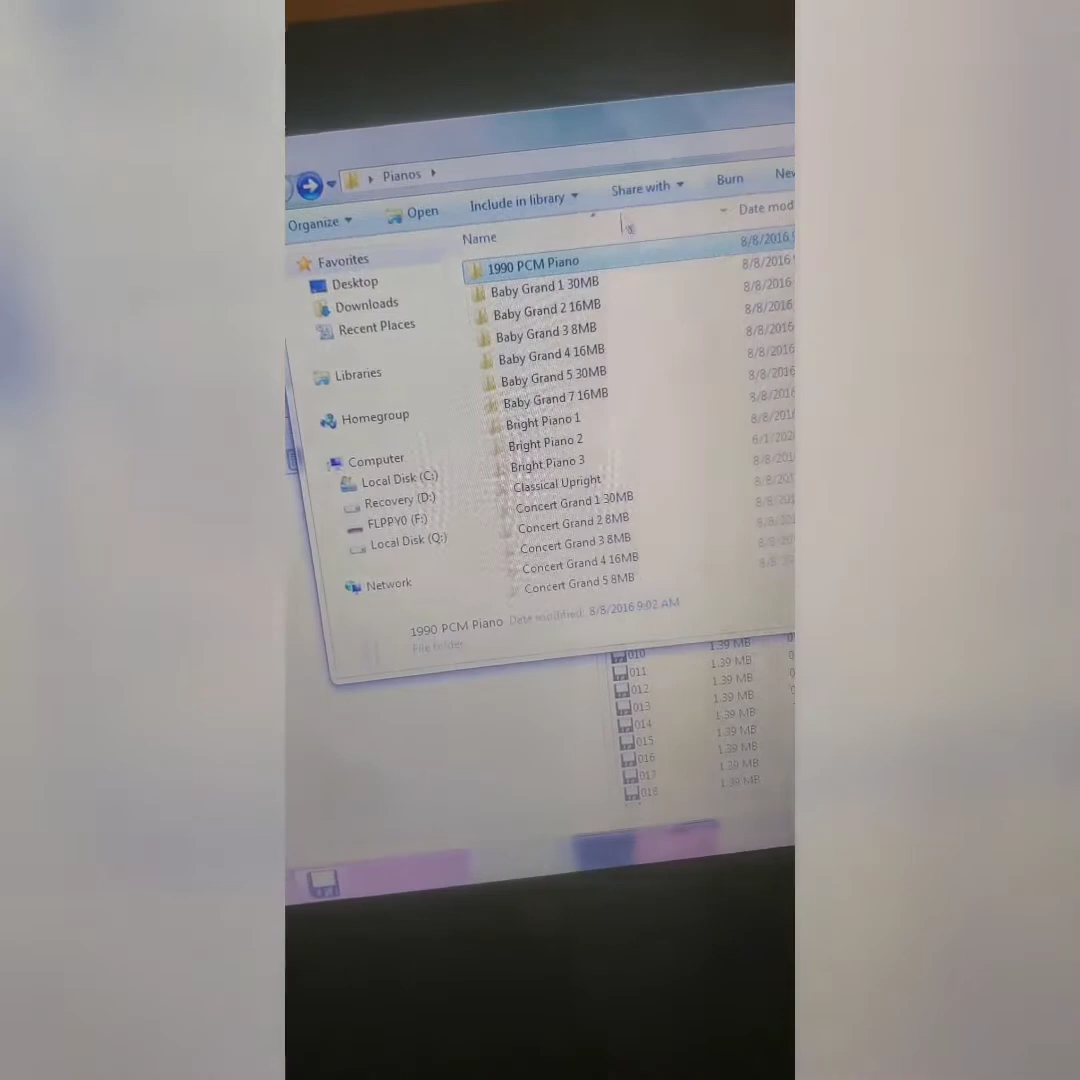 Pianos
Organize Open Include in library Share with Burn
Name Date mod
Favorites
Desktop
Downloads
Recent Places
Libraries
Homegroup
Computer
Local Disk (C:)
Recovery (D:)
FLPPY0 (F:)
Local Disk (Q:)
Network
1990 PCM Piano 8/8/2016
Baby Grand 1 30MB 8/8/2016
Baby Grand 2 16MB 8/8/2016
Baby Grand 3 8MB 8/8/2016
Baby Grand 4 16MB 8/8/2016
Baby Grand 5 30MB 8/8/2016
Baby Grand 7 16MB 8/8/2016
Bright Piano 1
Bright Piano 2
Bright Piano 3
Classical Upright
Concert Grand 1 30MB
Concert Grand 2 8MB
Concert Grand 3 8MB
Concert Grand 4 16MB
Concert Grand 5 8MB
1990 PCM Piano Date modified: 8/8/2016 9:02 AM
File folder
010 1.39 MB
011 1.39 MB
012 1.39 MB
013 1.39 MB
014 1.39 MB
015 1.39 MB
016 1.39 MB
017 1.39 MB
018 1.39 MB